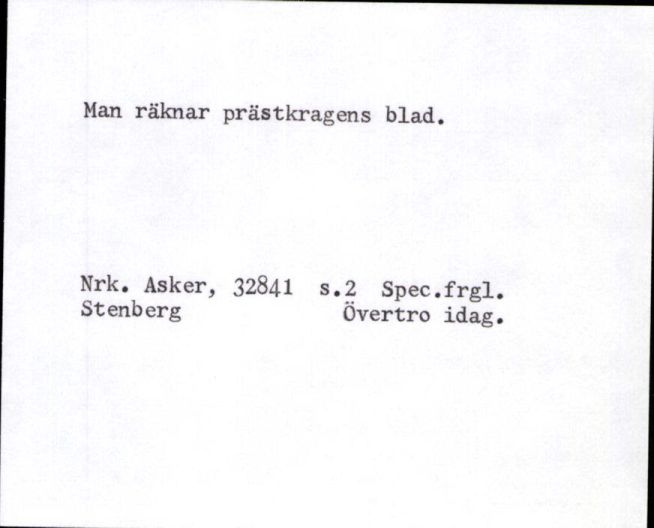 Man räknar prästkragens blad.
Nrk. Asker, 32841 s.2 Spec.frgl.
Stenberg Övertro idag.